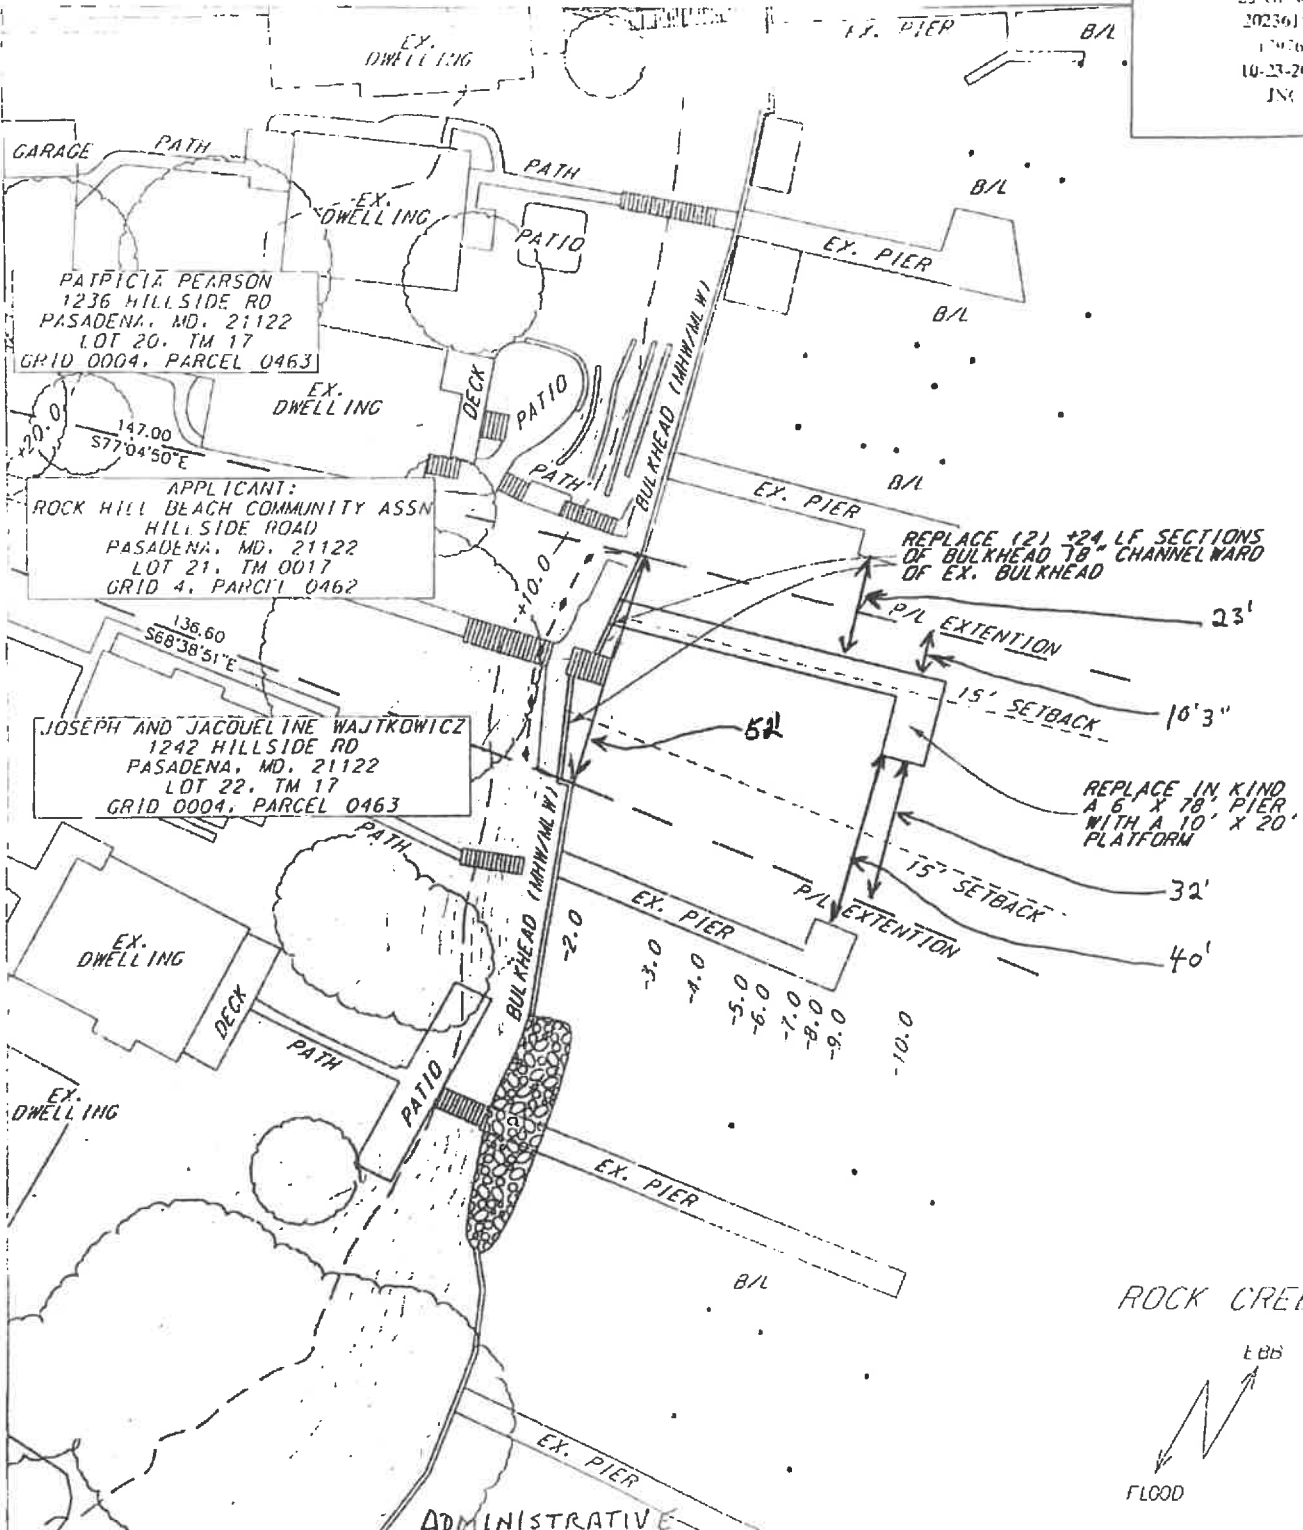 EX. PIER
B/L
10-23-20
EX.
DWELLING
GARAGE
PATH
PATH
EX.
DWELLING
PATIO
B/L
EX. PIER
B/L
PATRICIA PEARSON
1236 HILLSIDE RD
PASADENA, MD. 21122
LOT 20, TM 17
GRID 0004, PARCEL 0463
EX.
DWELLING
DECK
PATIO
BULKHEAD (MHW/MLW)
+20.0
147.00
S77°04'50"E
PATH
EX. PIER
B/L
APPLICANT:
ROCK HILL BEACH COMMUNITY ASSN
HILLSIDE ROAD
PASADENA, MD. 21122
LOT 21, TM 0017
GRID 4, PARCEL 0462
+10.0
REPLACE (2) ±24 LF SECTIONS
OF BULKHEAD 18" CHANNELWARD
OF EX. BULKHEAD
23'
P/L EXTENTION
136.60
S68°38'51"E
15' SETBACK
10'3"
JOSEPH AND JACQUELINE WAJTKOWICZ
1242 HILLSIDE RD
PASADENA, MD. 21122
LOT 22, TM 17
GRID 0004, PARCEL 0463
52'
REPLACE IN KIND
A 6' X 78' PIER
WITH A 10' X 20'
PLATFORM
PATH
BULKHEAD (MHW/MLW)
15' SETBACK
32'
P/L EXTENTION
EX. PIER
40'
EX.
DWELLING
DECK
-2.0
-3.0
-4.0
-5.0
-6.0
-7.0
-8.0
-9.0
-10.0
PATH
PATIO
EX.
DWELLING
EX. PIER
B/L
ROCK CREE
EBB
FLOOD
EX. PIER
ADMINISTRATIVE